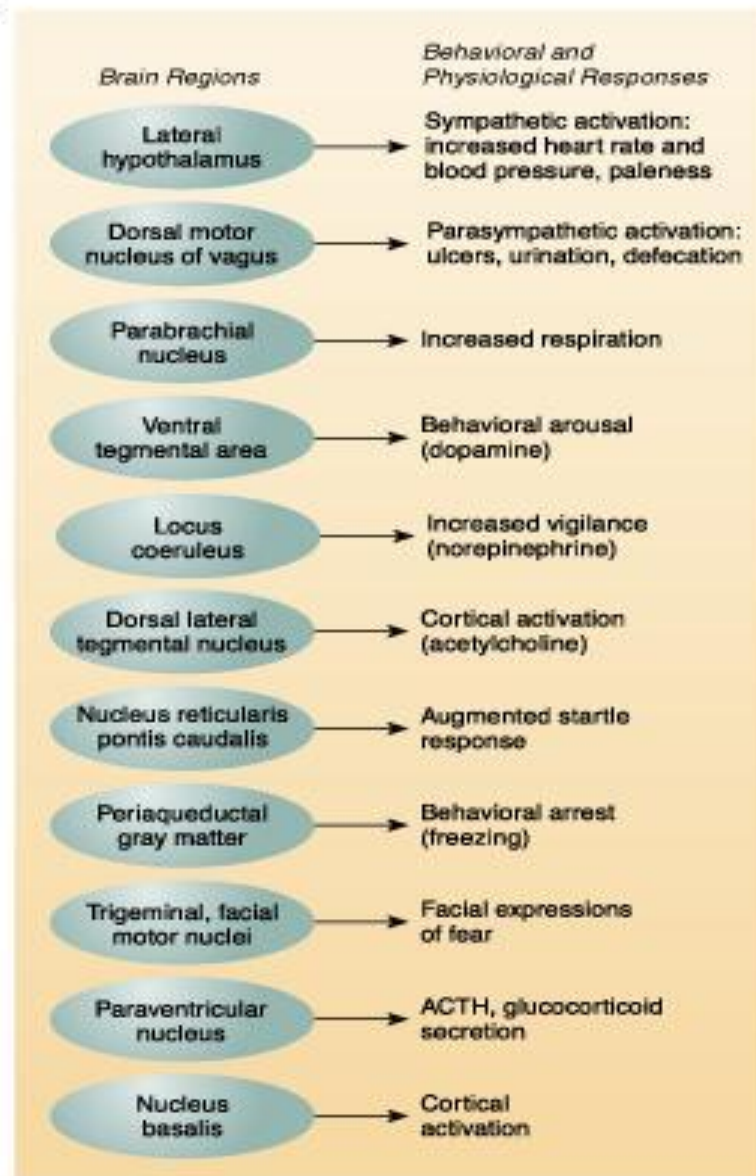 Brain Regions
Behavioral and
Physiological Responses
Lateral
hypothalamus
Sympathetic activation:
increased heart rate and
blood pressure, paleness
Dorsal motor
nucleus of vagus
Parasympathetic activation:
ulcers, urination, defecation
Parabrachial
nucleus
Increased respiration
Ventral
tegmental area
Behavioral arousal
(dopamine)
Locus
coeruleus
Increased vigilance
(norepinephrine)
Dorsal lateral
tegmental nucleus
Cortical activation
(acetylcholine)
Nucleus reticularis
pontis caudalis
Augmented startle
response
Periaqueductal
gray matter
Behavioral arrest
(freezing)
Trigeminal, facial
motor nuclei
Facial expressions
of fear
Paraventricular
nucleus
ACTH, glucocorticoid
secretion
Nucleus
basalis
Cortical
activation